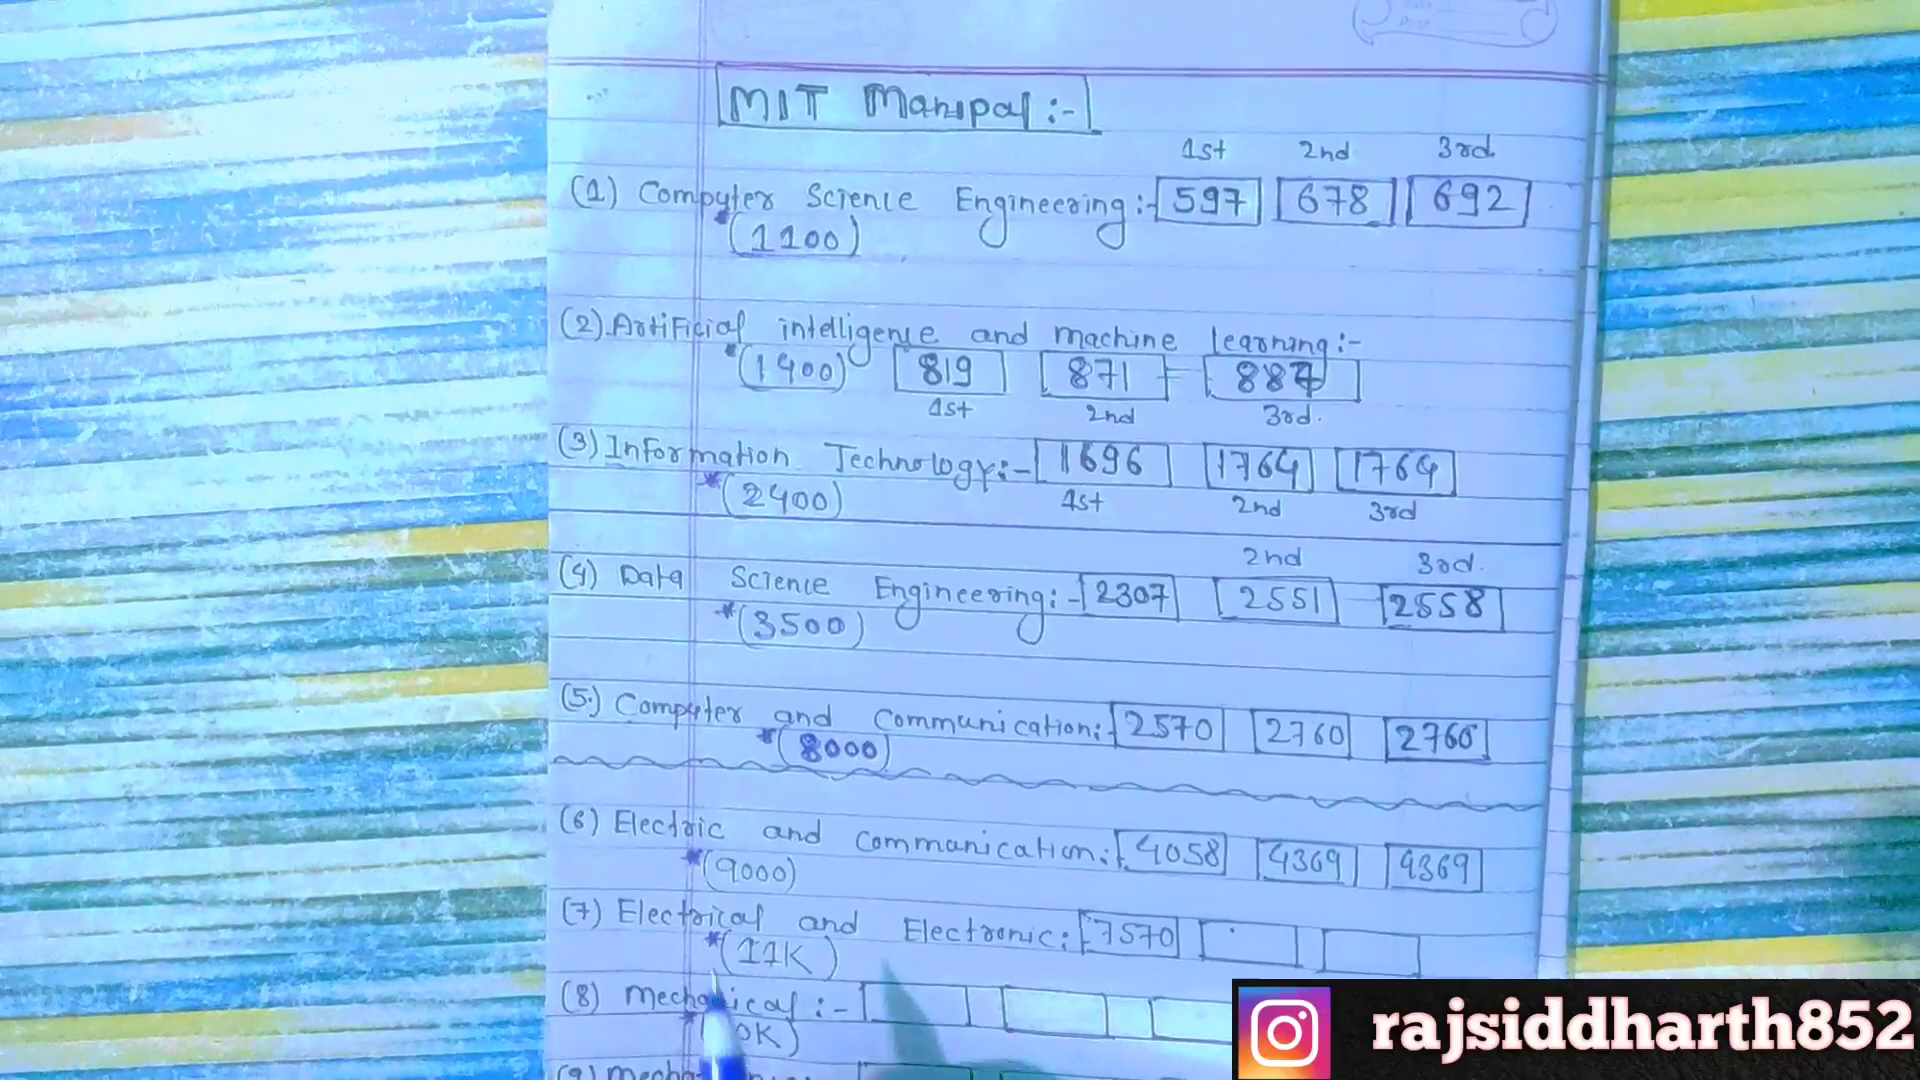 MIT Manipal :-
1st 2nd 3rd
(1) Computer Science Engineering :- 597 678 692
*(1100)
(2) Artificial intelligence and machine learning :-
*(1400) 819 871 887
1st 2nd 3rd.
(3) Information Technology :- 1696 1764 1764
*(2400) 1st 2nd 3rd
2nd 3rd.
(4) Data Science Engineering :- 2307 2551 2558
*(3500)
(5.) Computer and Communication :- 2570 2760 2760
*(8000)
(6) Electric and communication :- 4058 4369 4369
*(9000)
(7) Electrical and Electronic : 7570
*(11K)
(8) Mechanical :-
rajsiddharth852